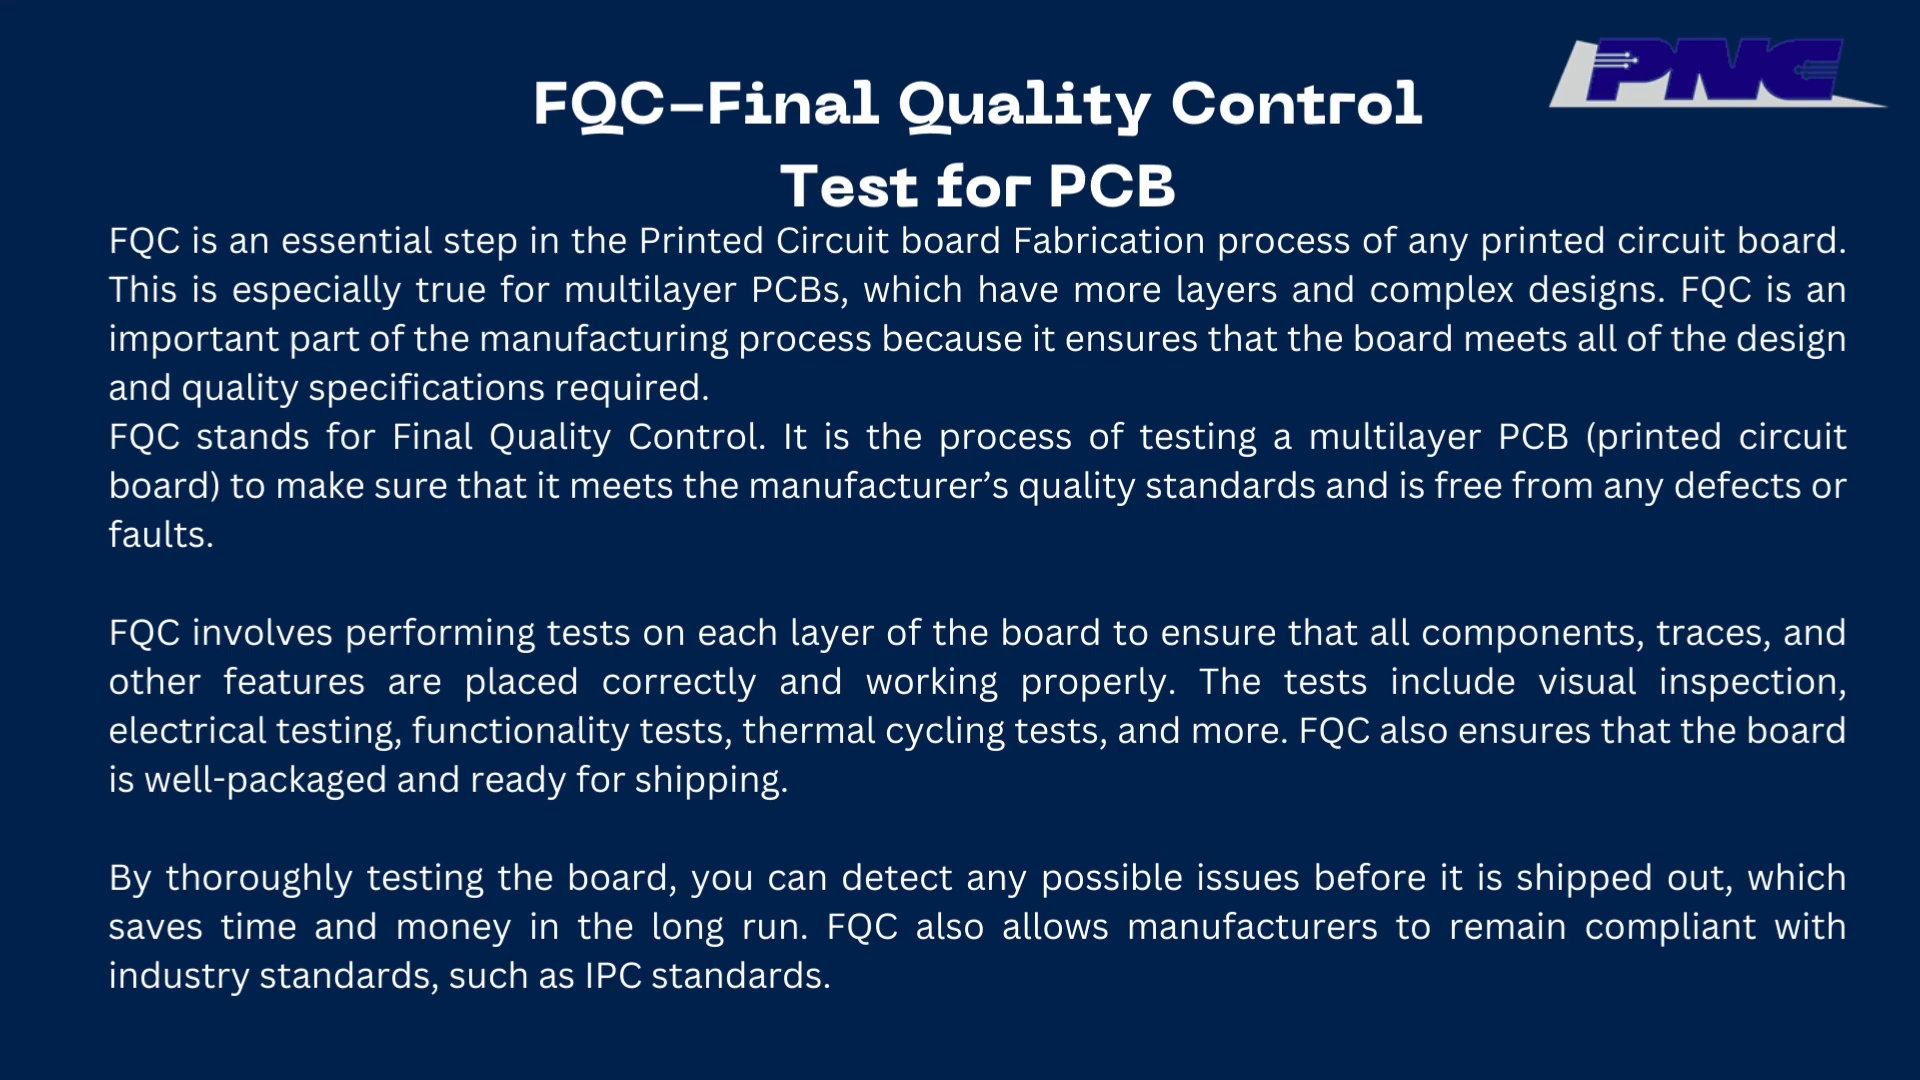 PNC
FQC–Final Quality Control
Test for PCB
FQC is an essential step in the Printed Circuit board Fabrication process of any printed circuit board.
This is especially true for multilayer PCBs, which have more layers and complex designs. FQC is an
important part of the manufacturing process because it ensures that the board meets all of the design
and quality specifications required.
FQC stands for Final Quality Control. It is the process of testing a multilayer PCB (printed circuit
board) to make sure that it meets the manufacturer’s quality standards and is free from any defects or
faults.
FQC involves performing tests on each layer of the board to ensure that all components, traces, and
other features are placed correctly and working properly. The tests include visual inspection,
electrical testing, functionality tests, thermal cycling tests, and more. FQC also ensures that the board
is well-packaged and ready for shipping.
By thoroughly testing the board, you can detect any possible issues before it is shipped out, which
saves time and money in the long run. FQC also allows manufacturers to remain compliant with
industry standards, such as IPC standards.